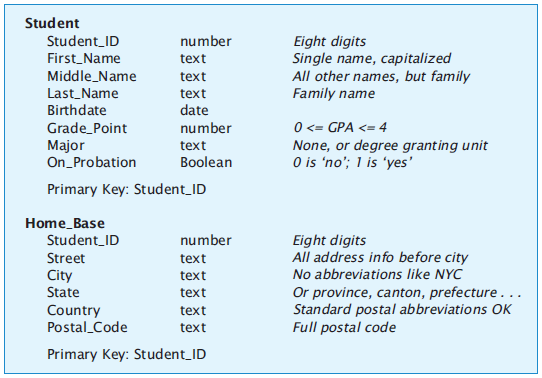 Student
Student_ID number Eight digits
First_Name text Single name, capitalized
Middle_Name text All other names, but family
Last_Name text Family name
Birthdate date
Grade_Point number 0 <= GPA <= 4
Major text None, or degree granting unit
On_Probation Boolean 0 is ‘no’; 1 is ‘yes’
Primary Key: Student_ID
Home_Base
Student_ID number Eight digits
Street text All address info before city
City text No abbreviations like NYC
State text Or province, canton, prefecture . . .
Country text Standard postal abbreviations OK
Postal_Code text Full postal code
Primary Key: Student_ID